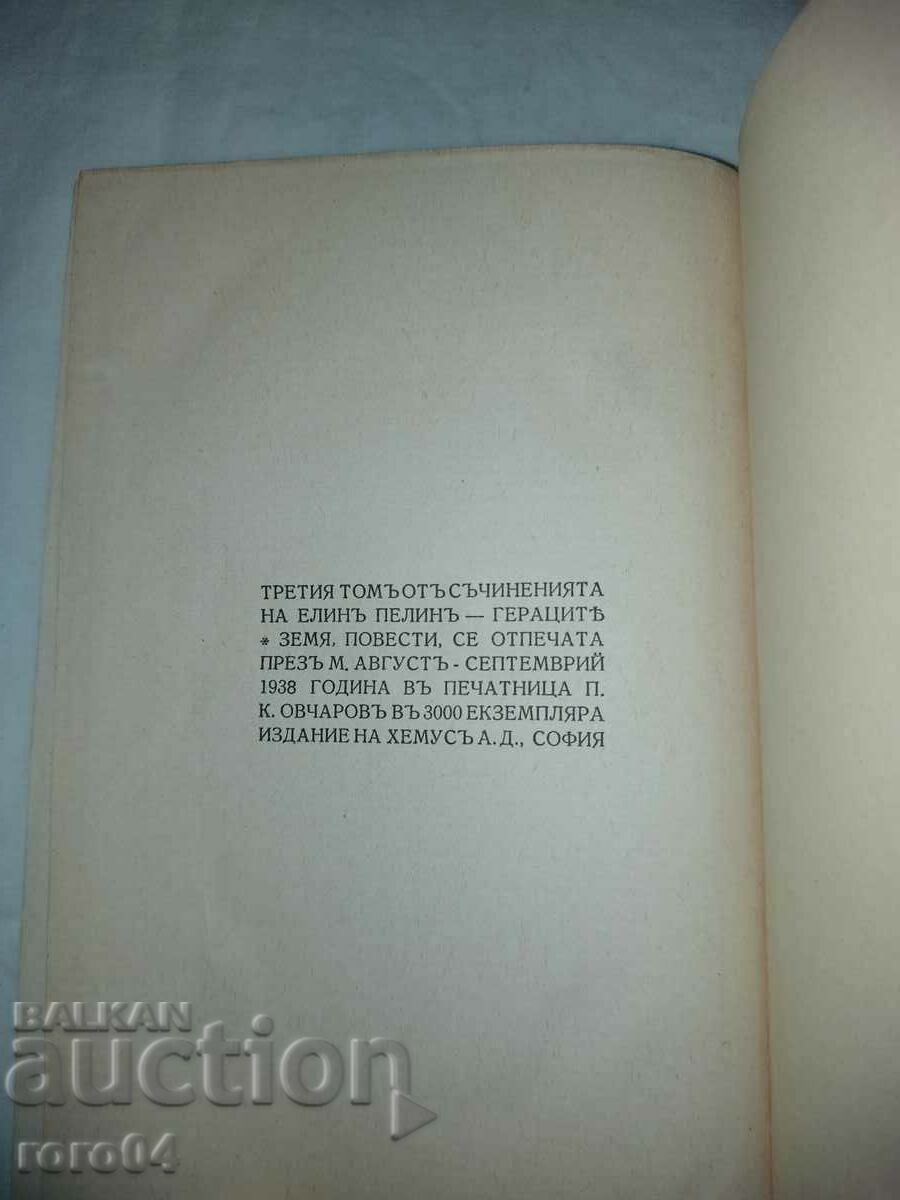 ТРЕТИЯ ТОМЪ ОТЪ СЪЧИНЕНИЯТА
НА ЕЛИНЪ ПЕЛИНЪ — ГЕРАЦИТѢ
* ЗЕМЯ, ПОВЕСТИ, СЕ ОТПЕЧАТА
ПРЕЗЪ М. АВГУСТЪ - СЕПТЕМВРИЙ
1938 ГОДИНА ВЪ ПЕЧАТНИЦА П.
К. ОВЧАРОВЪ ВЪ 3000 ЕКЗЕМПЛЯРА
ИЗДАНИЕ НА ХЕМУСЪ А. Д., СОФИЯ
BALKAN
auction
roro04